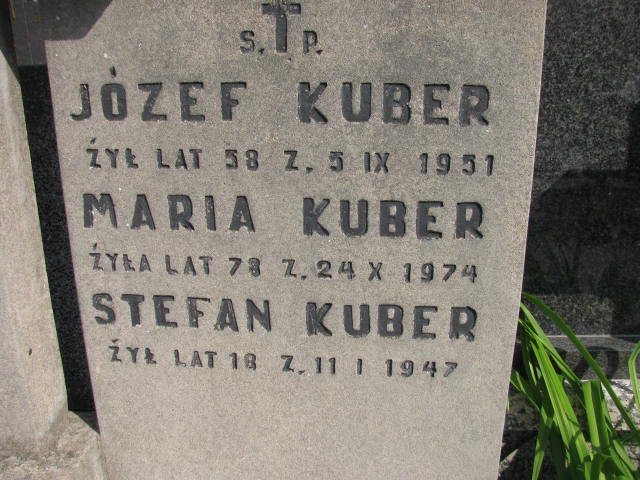 Ś. P.
JÓZEF KUBER
ŻYŁ LAT 58 Z. 5 IX 1951
MARIA KUBER
ŻYŁA LAT 78 Z. 24 X 1974
STEFAN KUBER
ŻYŁ LAT 18 Z. 11 I 1947